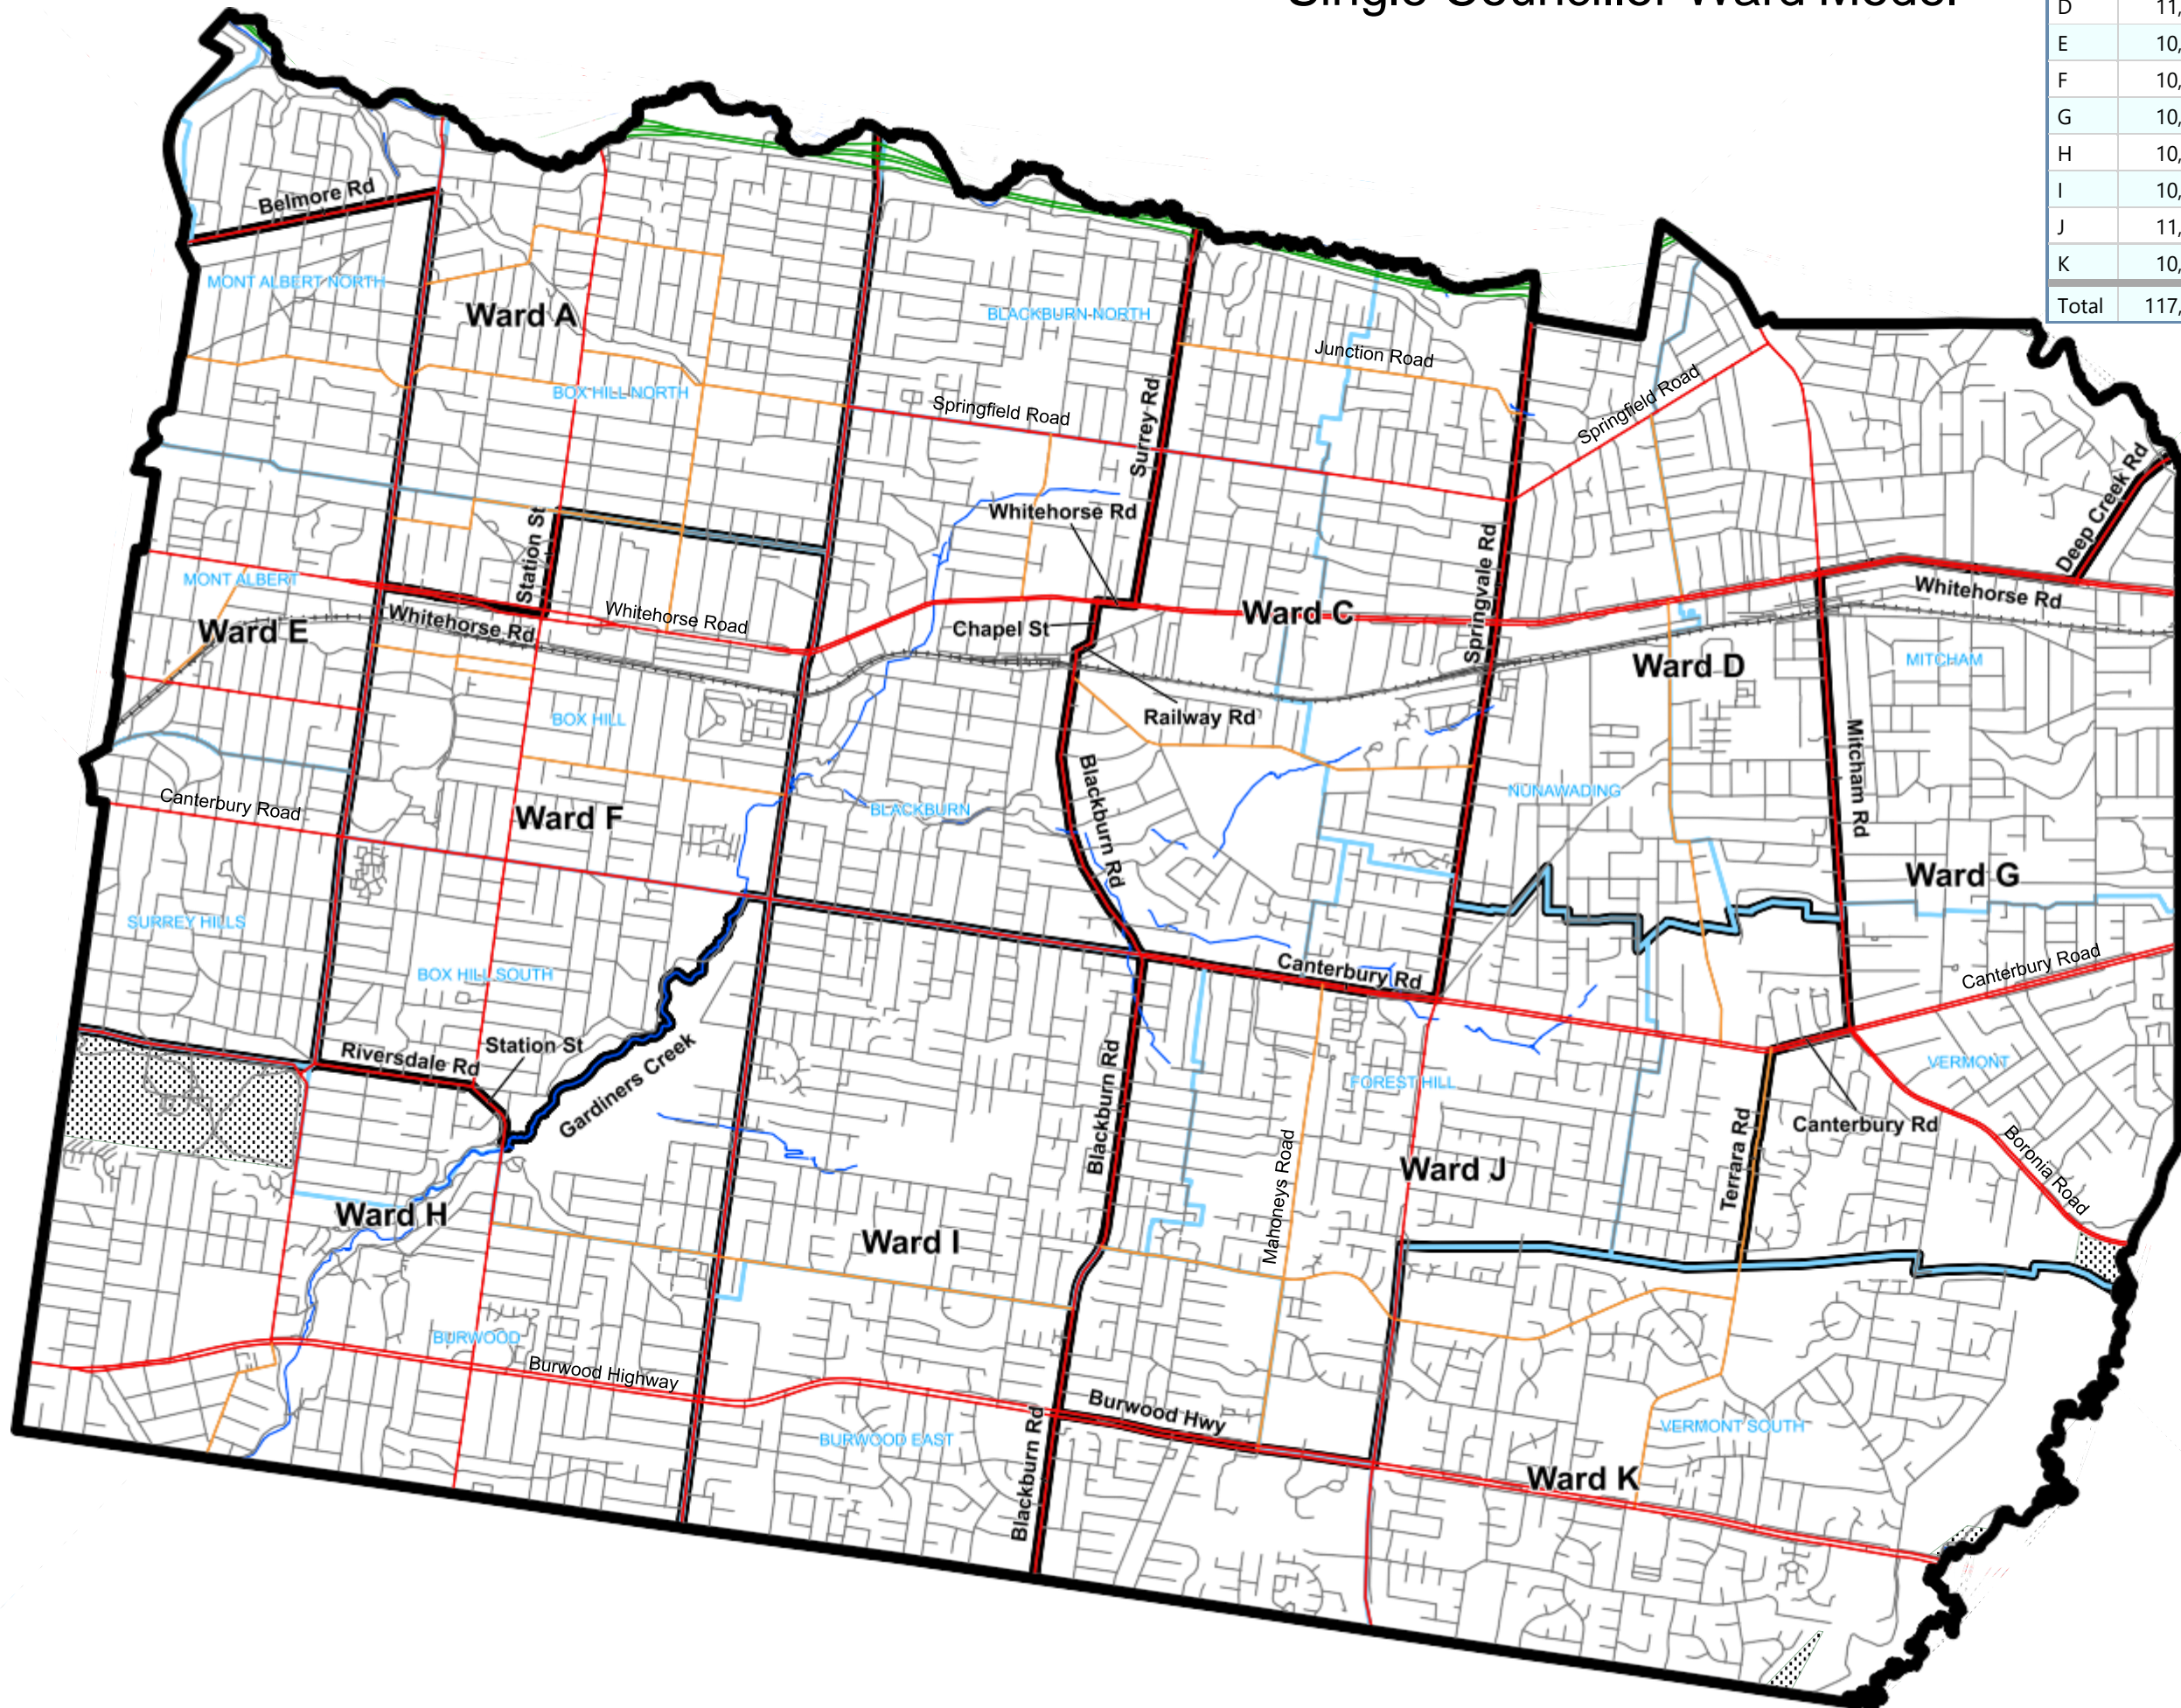 Single Councillor Ward Model
D 11,
E 10,
F 10,
G 10,
H 10,
I 10,
J 11,
K 10,
Total 117,
Belmore Rd
MONT ALBERT NORTH
Ward A
BLACKBURN NORTH
Junction Road
BOX HILL NORTH
Springfield Road
Surrey Rd
Springfield Road
Deep Creek Rd
Whitehorse Rd
Station St
Springvale Rd
MONT ALBERT
Ward E
Whitehorse Rd
Whitehorse Road
Chapel St
Ward C
Whitehorse Rd
Ward D
MITCHAM
BOX HILL
Railway Rd
Mitcham Rd
Blackburn Rd
NUNAWADING
Canterbury Road
Ward F
BLACKBURN
Ward G
SURREY HILLS
BOX HILL SOUTH
Canterbury Rd
Canterbury Road
Riversdale Rd
Station St
Gardiners Creek
Blackburn Rd
FOREST HILL
VERMONT
Canterbury Rd
Terrara Rd
Boronia Road
Mahoneys Road
Ward J
Ward H
Ward I
BURWOOD
Burwood Highway
Burwood Hwy
BURWOOD EAST
VERMONT SOUTH
Blackburn Rd
Ward K